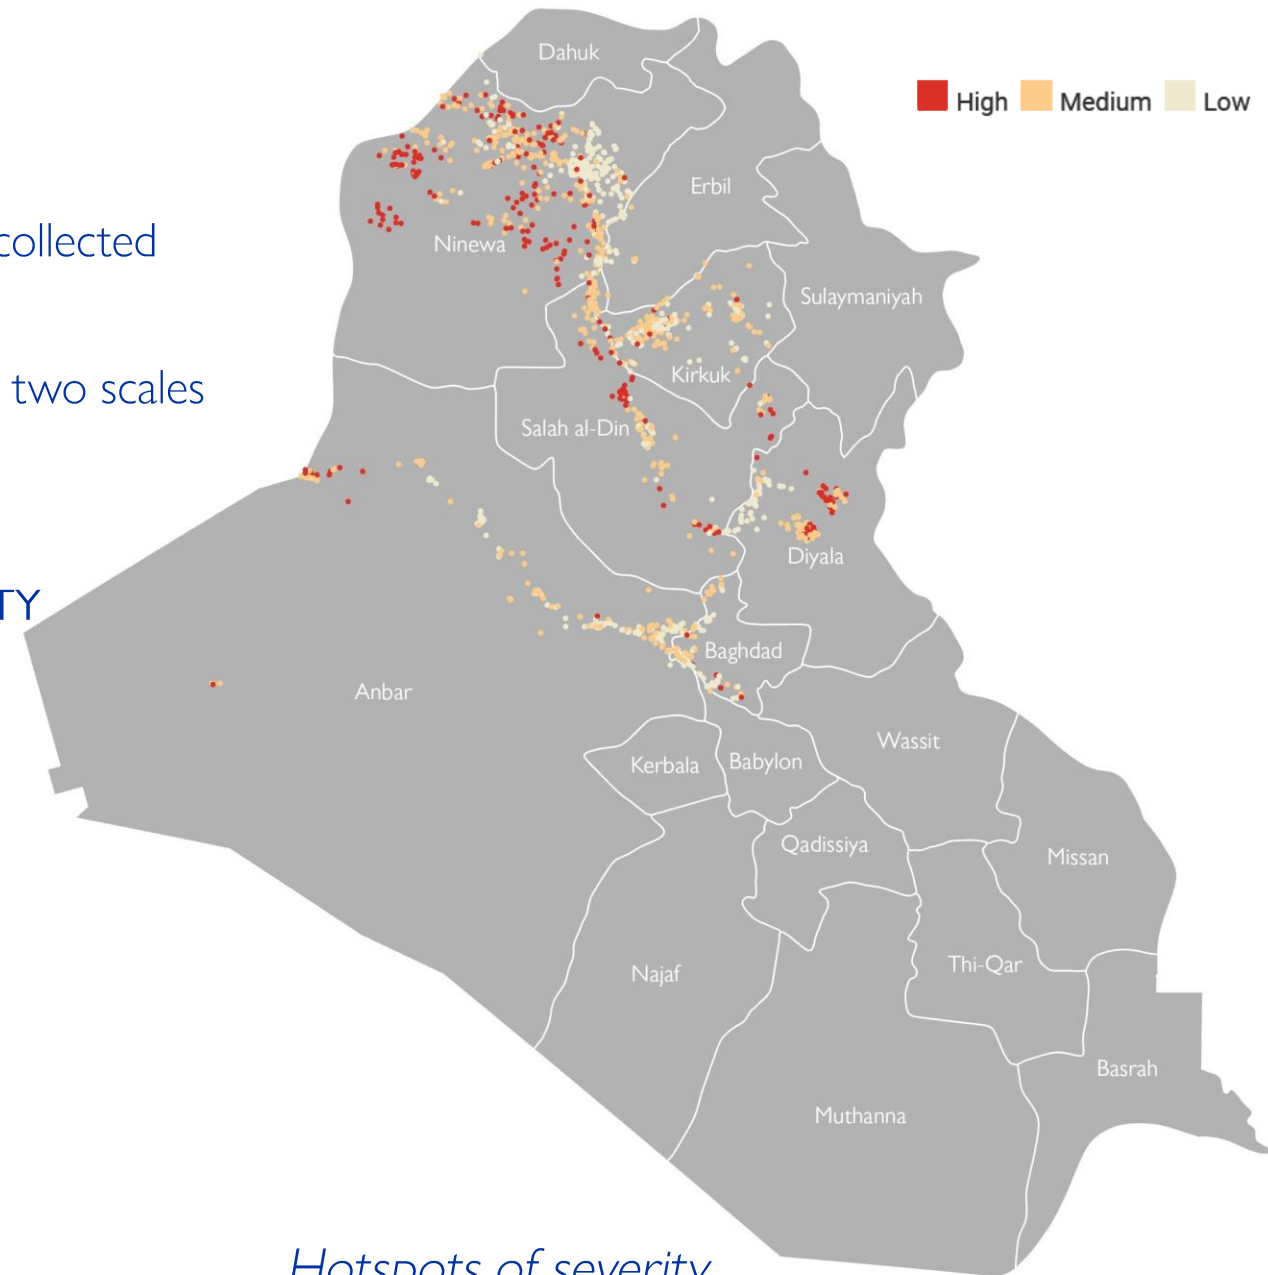 Dahuk
High Medium Low
Erbil
collected
Ninewa
Sulaymaniyah
Kirkuk
two scales
Salah al-Din
Diyala
TY
Baghdad
Anbar
Wassit
Kerbala
Babylon
Qadissiya
Missan
Thi-Qar
Najaf
Basrah
Muthanna
Hotspots of severity